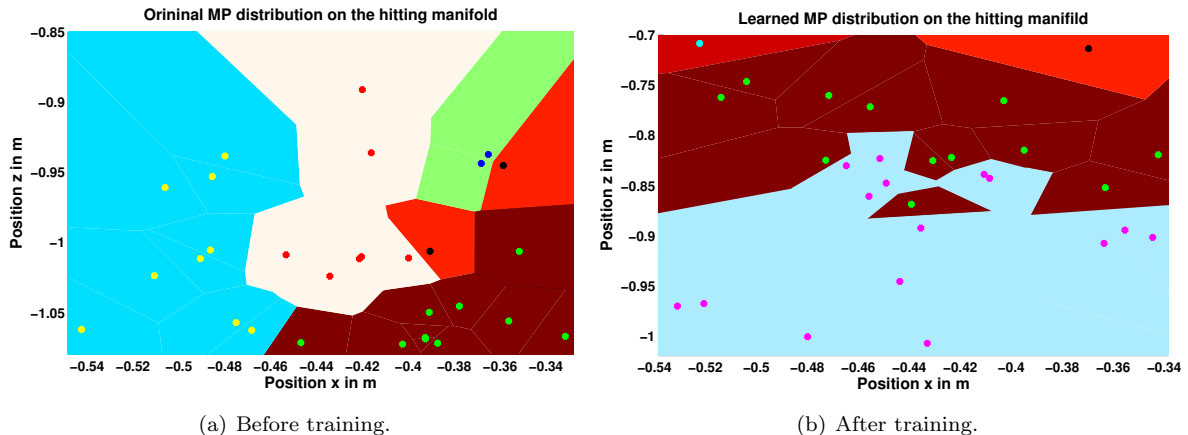 Orininal MP distribution on the hitting manifold
−0.85
−0.9
−0.95
−1
−1.05
Position z in m
−0.54 −0.52 −0.5 −0.48 −0.46 −0.44 −0.42 −0.4 −0.38 −0.36 −0.34
Position x in m
(a) Before training.
Learned MP distribution on the hitting manifild
−0.7
−0.75
−0.8
−0.85
−0.9
−0.95
−1
Position z in m
−0.54 −0.52 −0.5 −0.48 −0.46 −0.44 −0.42 −0.4 −0.38 −0.36 −0.34
Position x in m
(b) After training.